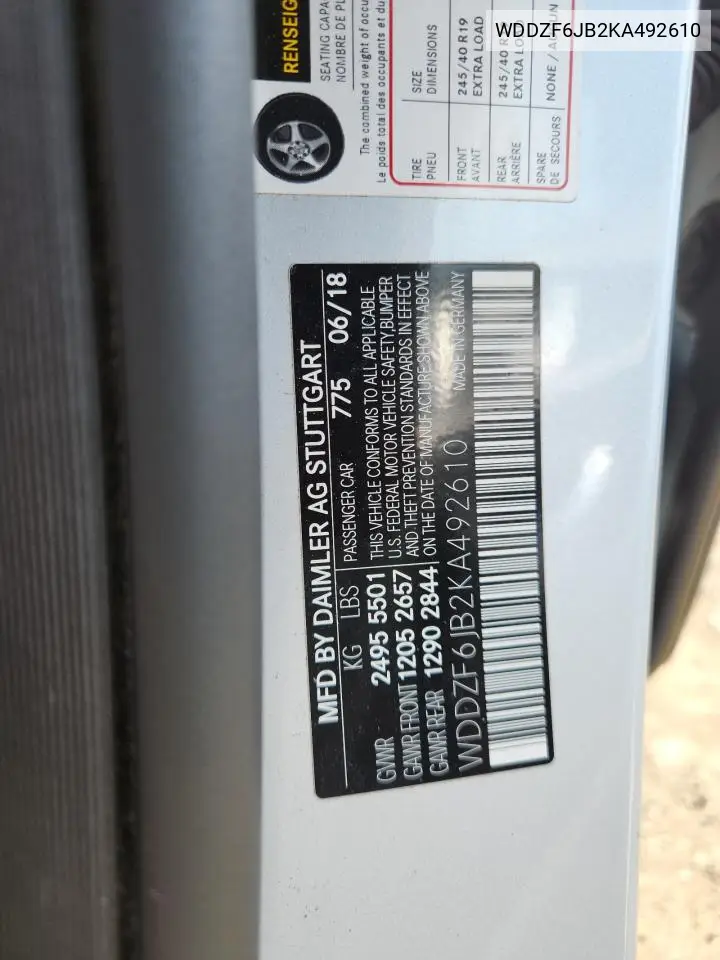 WDDZF6JB2KA492610
RENSEIG
SEATING CAPA
NOMBRE DE PL
The combined weight of occu
Le poids total des occupants et du
TIRE SIZE
PNEU DIMENSIONS
FRONT 245/40 R19
AVANT EXTRA LOAD
REAR 245/40 R
ARRIÈRE EXTRA LO
SPARE NONE /
DE SECOURS
MFD BY DAIMLER AG STUTTGART
KG LBS PASSENGER CAR 775 06/18
GVWR 2495 5501
GAWR FRONT 1205 2657
GAWR REAR 1290 2844
THIS VEHICLE CONFORMS TO ALL APPLICABLE
U.S. FEDERAL MOTOR VEHICLE SAFETY,BUMPER
AND THEFT PREVENTION STANDARDS IN EFFECT
ON THE DATE OF MANUFACTURE SHOWN ABOVE
WDDZF6JB2KA492610 MADE IN GERMANY